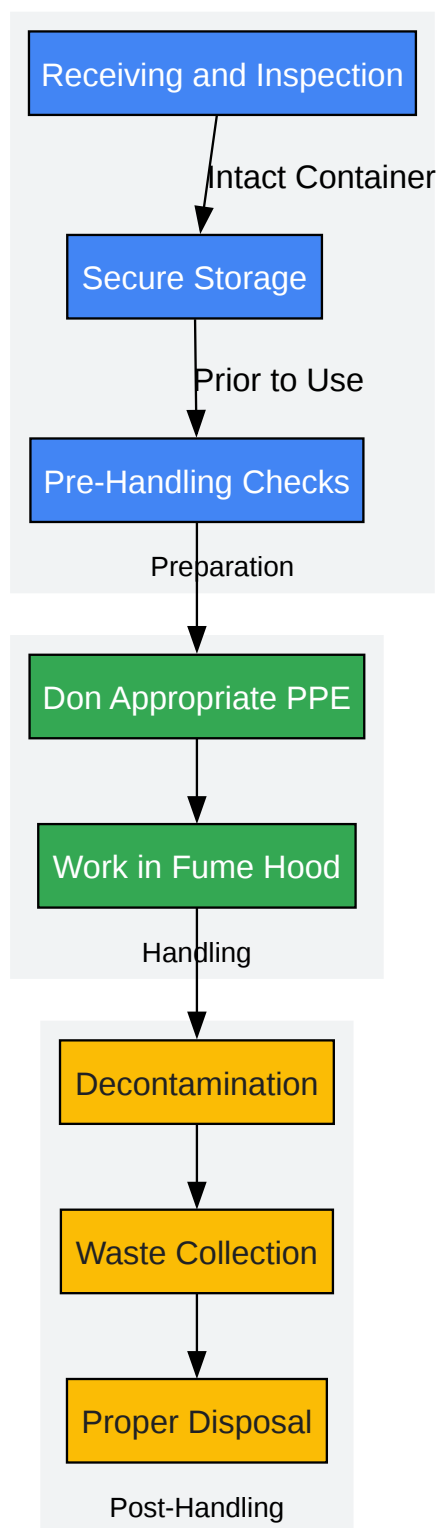 Receiving and Inspection
Intact Container
Secure Storage
Prior to Use
Pre-Handling Checks
Preparation
Don Appropriate PPE
Work in Fume Hood
Handling
Decontamination
Waste Collection
Proper Disposal
Post-Handling